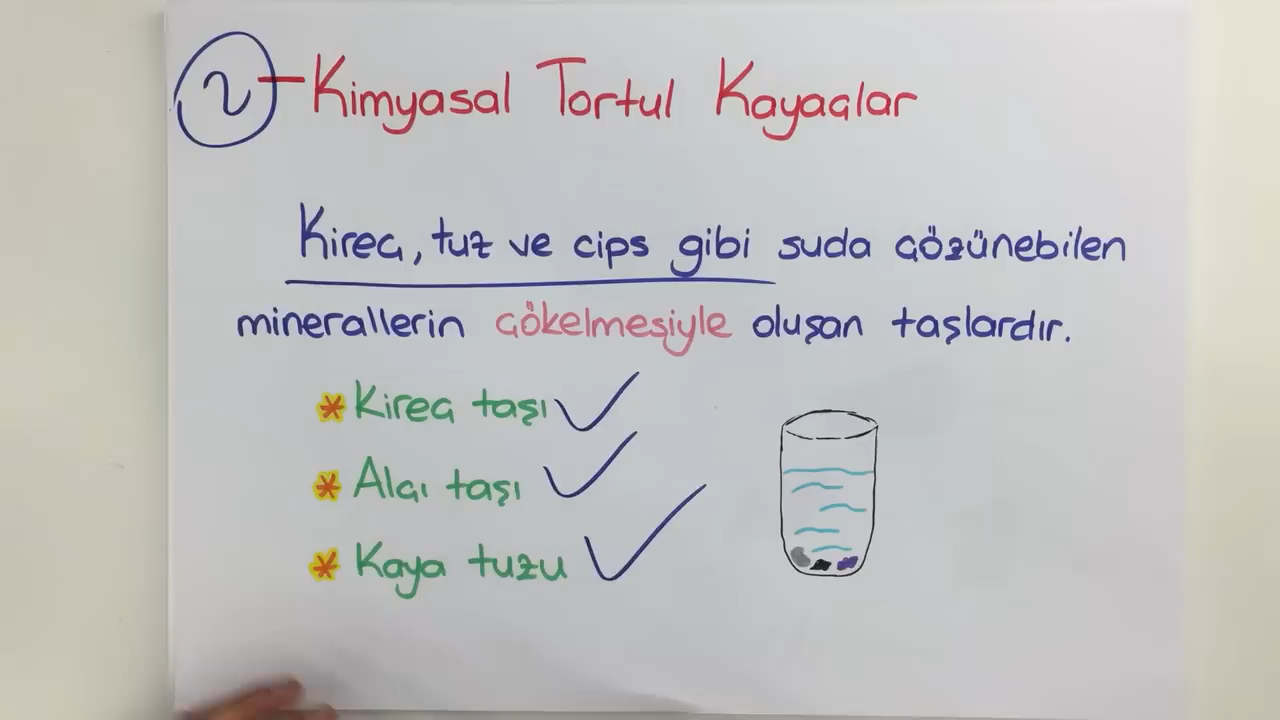 2 - Kimyasal Tortul Kayaçlar
Kireç, tuz ve cips gibi suda çözünebilen
minerallerin çökelmesiyle oluşan taşlardır.
* Kireç taşı ✓
* Alçı taşı ✓
* Kaya tuzu ✓